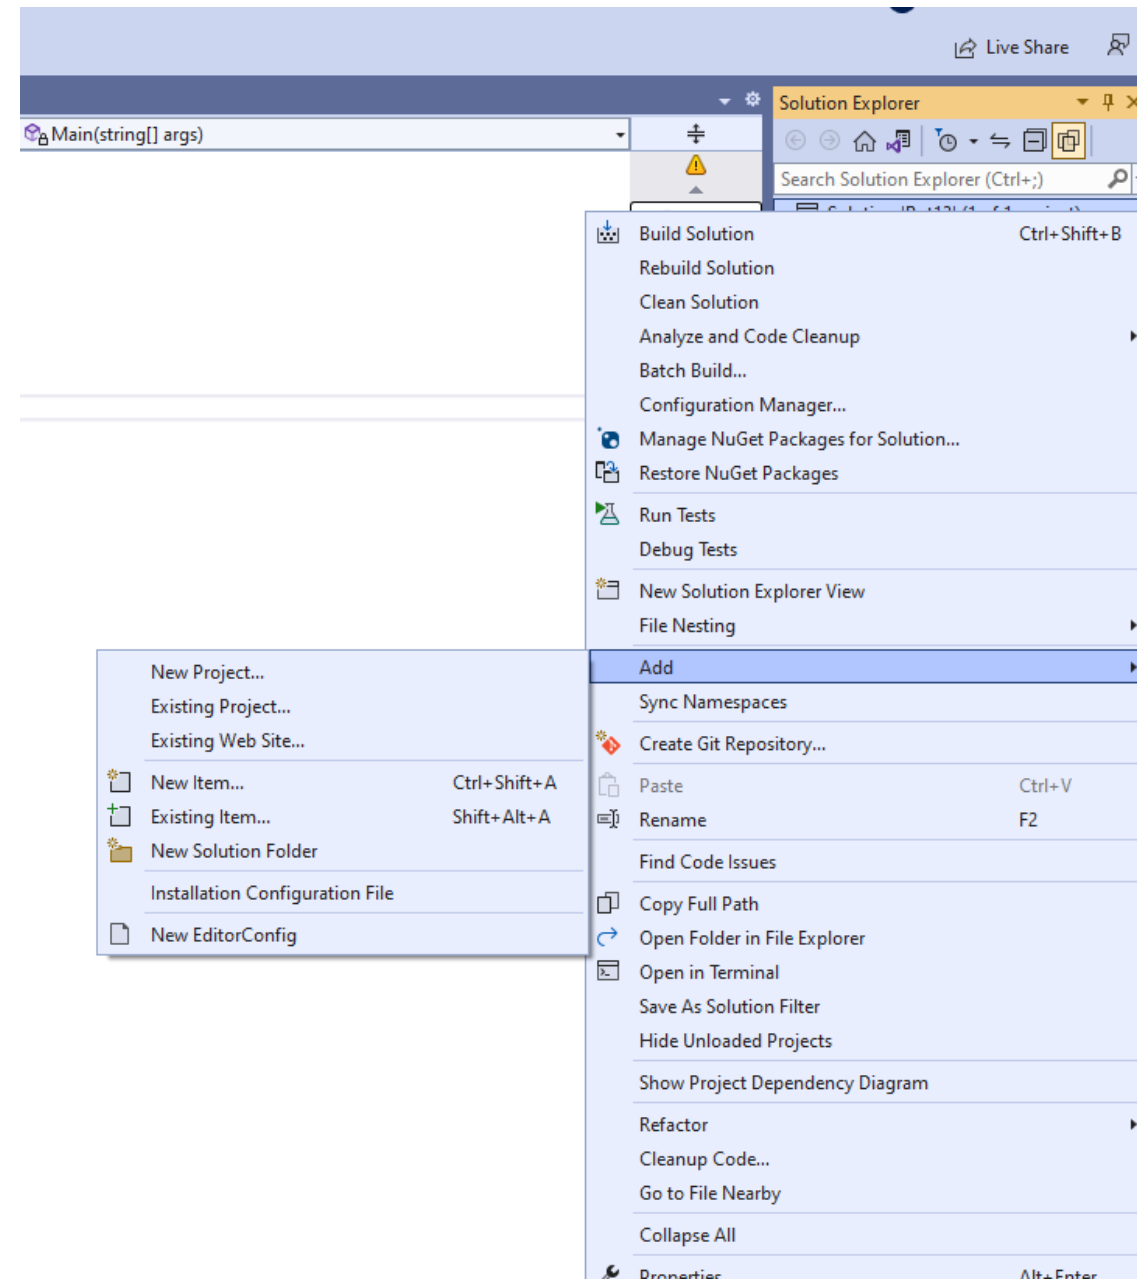 Live Share
Solution Explorer
Main(string[] args)
Search Solution Explorer (Ctrl+;)
Build Solution Ctrl+Shift+B
Rebuild Solution
Clean Solution
Analyze and Code Cleanup
Batch Build...
Configuration Manager...
Manage NuGet Packages for Solution...
Restore NuGet Packages
Run Tests
Debug Tests
New Solution Explorer View
File Nesting
Add
Sync Namespaces
Create Git Repository...
Paste Ctrl+V
Rename F2
Find Code Issues
Copy Full Path
Open Folder in File Explorer
Open in Terminal
Save As Solution Filter
Hide Unloaded Projects
Show Project Dependency Diagram
Refactor
Cleanup Code...
Go to File Nearby
Collapse All
Properties Alt+Enter
New Project...
Existing Project...
Existing Web Site...
New Item... Ctrl+Shift+A
Existing Item... Shift+Alt+A
New Solution Folder
Installation Configuration File
New EditorConfig